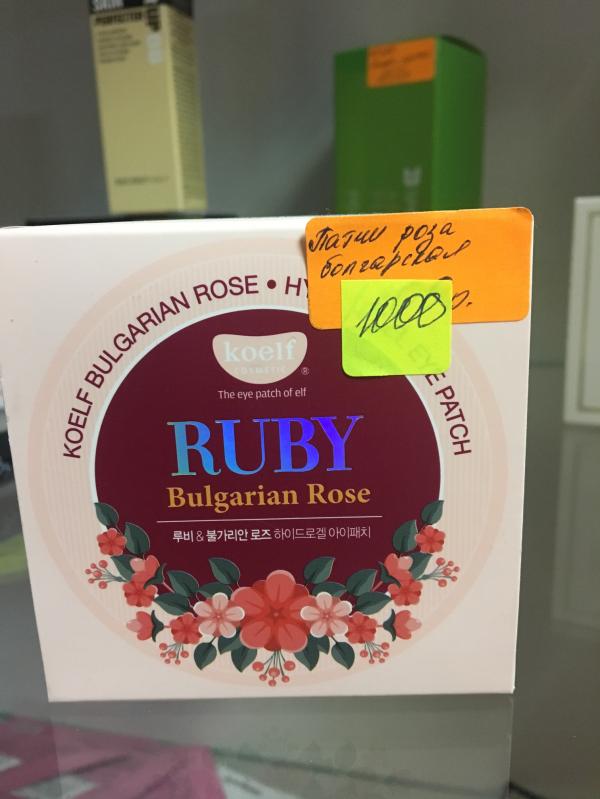 Патчи роза
болгарская
1000
р.
KOELF BULGARIAN ROSE • HY
E PATCH
koelf
COSMETIC ®
The eye patch of elf
RUBY
Bulgarian Rose
루비 & 불가리안 로즈 하이드로겔 아이패치